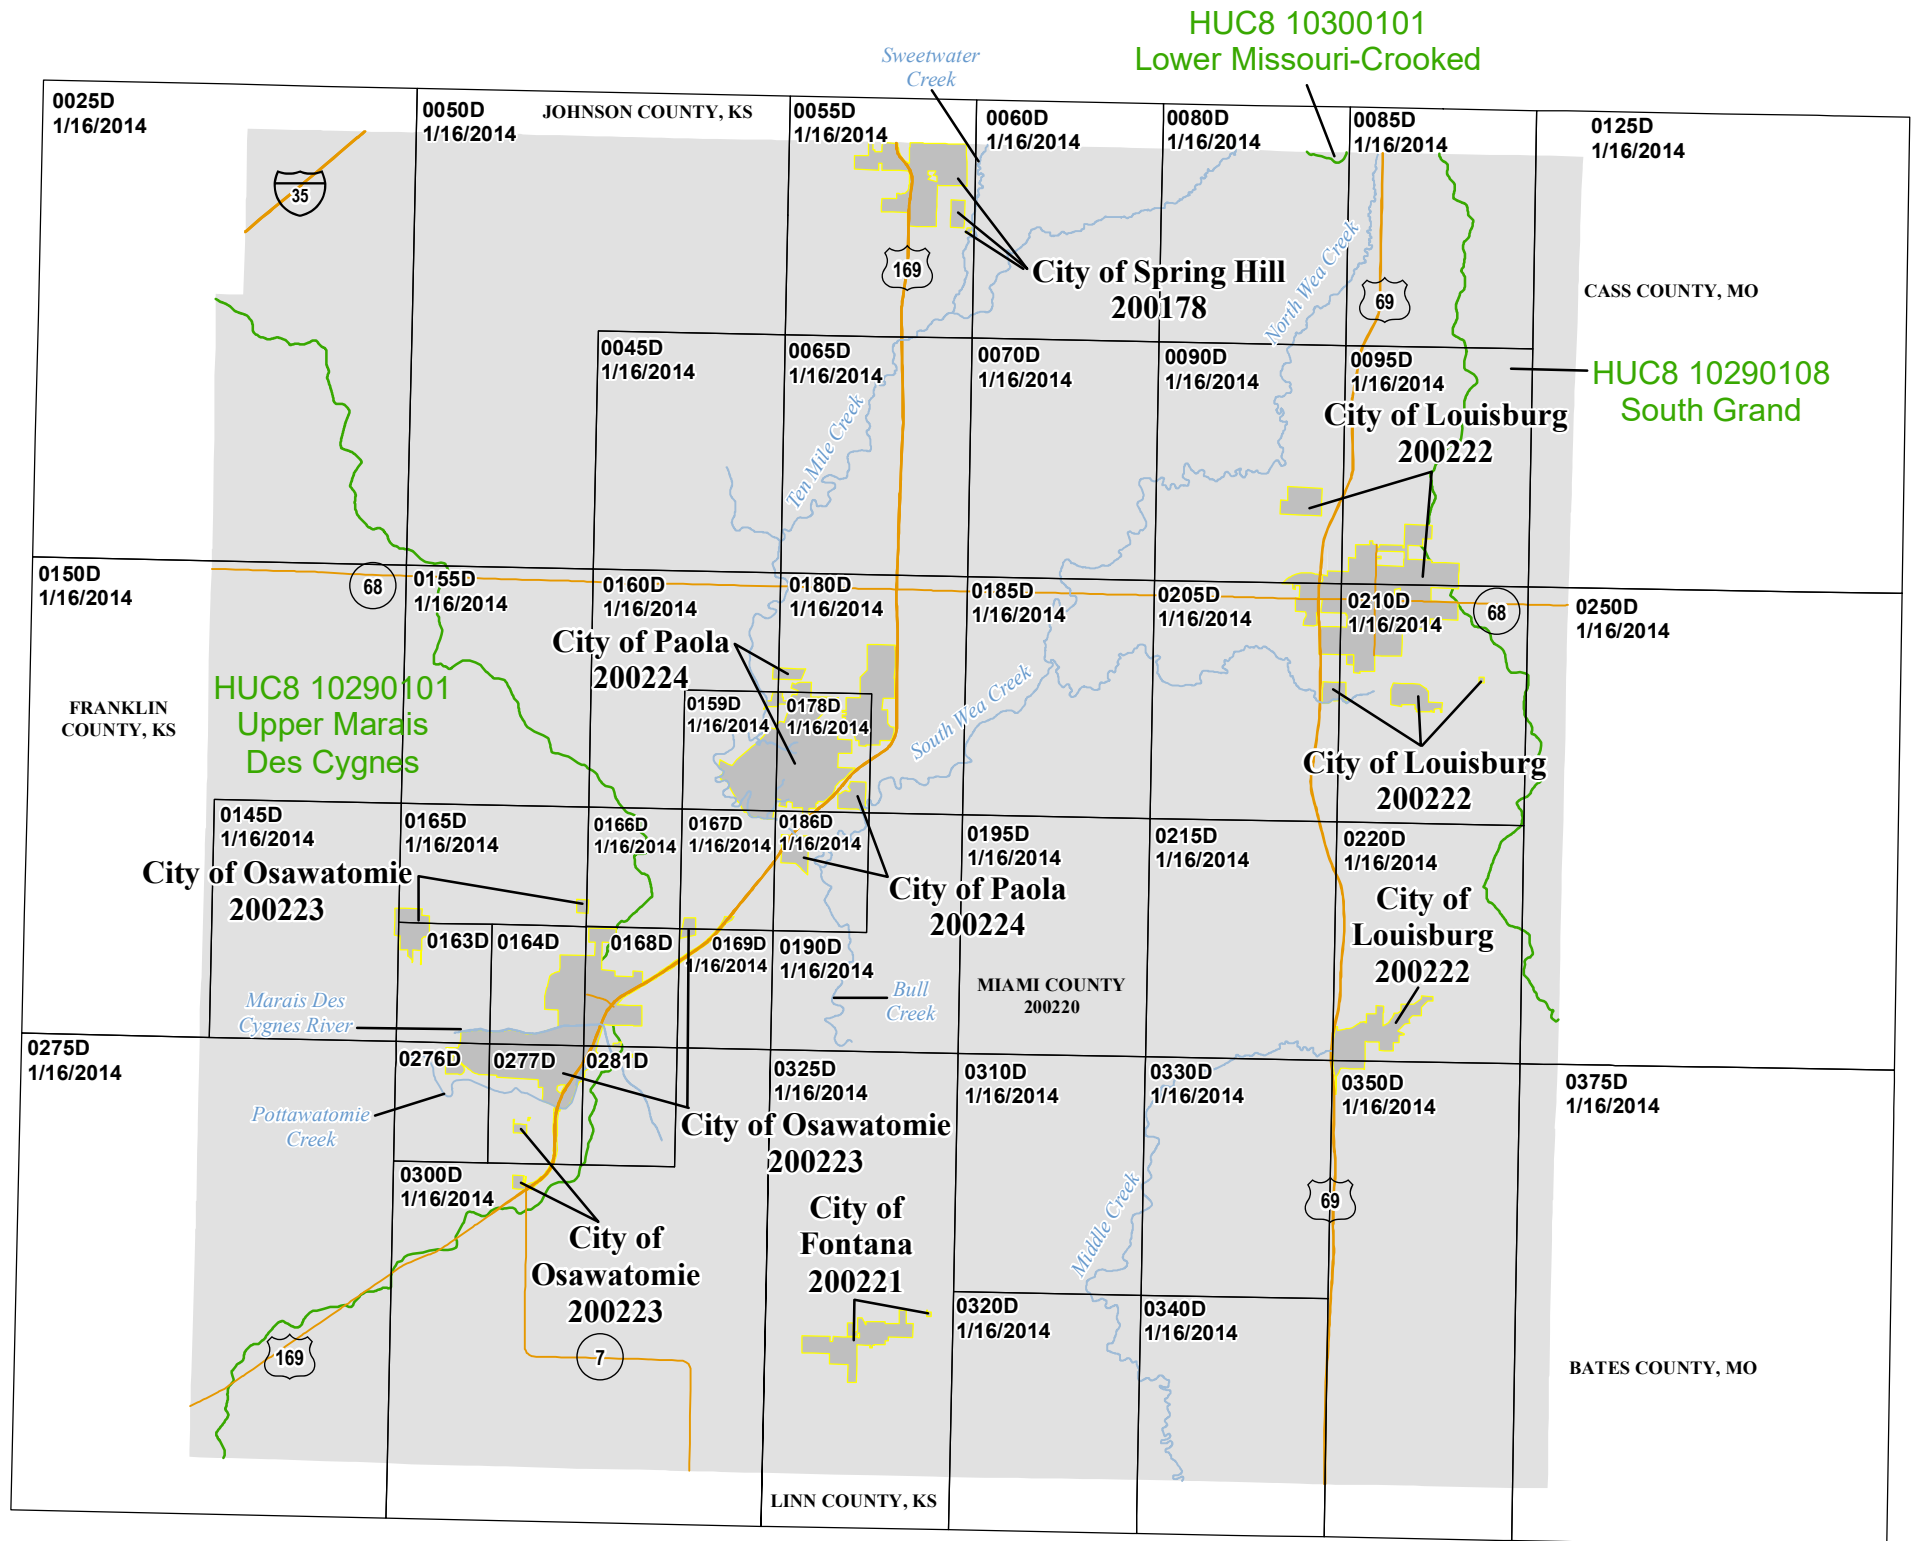 HUC8 10300101
Lower Missouri-Crooked
Sweetwater
Creek
0025D
1/16/2014
0050D
1/16/2014
JOHNSON COUNTY, KS
0055D
1/16/2014
0060D
1/16/2014
0080D
1/16/2014
0085D
1/16/2014
0125D
1/16/2014
35
169
City of Spring Hill
200178
North Wea Creek
69
CASS COUNTY, MO
0045D
1/16/2014
0065D
1/16/2014
0070D
1/16/2014
0090D
1/16/2014
0095D
1/16/2014
HUC8 10290108
South Grand
City of Louisburg
200222
Ten Mile Creek
0150D
1/16/2014
68
0155D
1/16/2014
0160D
1/16/2014
0180D
1/16/2014
0185D
1/16/2014
0205D
1/16/2014
0210D
1/16/2014
68
0250D
1/16/2014
City of Paola
200224
HUC8 10290101
Upper Marais
Des Cygnes
FRANKLIN
COUNTY, KS
0159D
1/16/2014
0178D
1/16/2014
South Wea Creek
City of Louisburg
200222
0145D
1/16/2014
0165D
1/16/2014
0166D
1/16/2014
0167D
1/16/2014
0186D
1/16/2014
0195D
1/16/2014
0215D
1/16/2014
0220D
1/16/2014
City of Osawatomie
200223
City of Paola
200224
City of
Louisburg
200222
0163D
0164D
0168D
0169D
1/16/2014
0190D
1/16/2014
MIAMI COUNTY
200220
Marais Des
Cygnes River
Bull
Creek
0275D
1/16/2014
0276D
0277D
0281D
0325D
1/16/2014
0310D
1/16/2014
0330D
1/16/2014
0350D
1/16/2014
0375D
1/16/2014
Pottawatomie
Creek
City of Osawatomie
200223
0300D
1/16/2014
City of
Osawatomie
200223
City of
Fontana
200221
Middle Creek
69
0320D
1/16/2014
0340D
1/16/2014
169
7
BATES COUNTY, MO
LINN COUNTY, KS